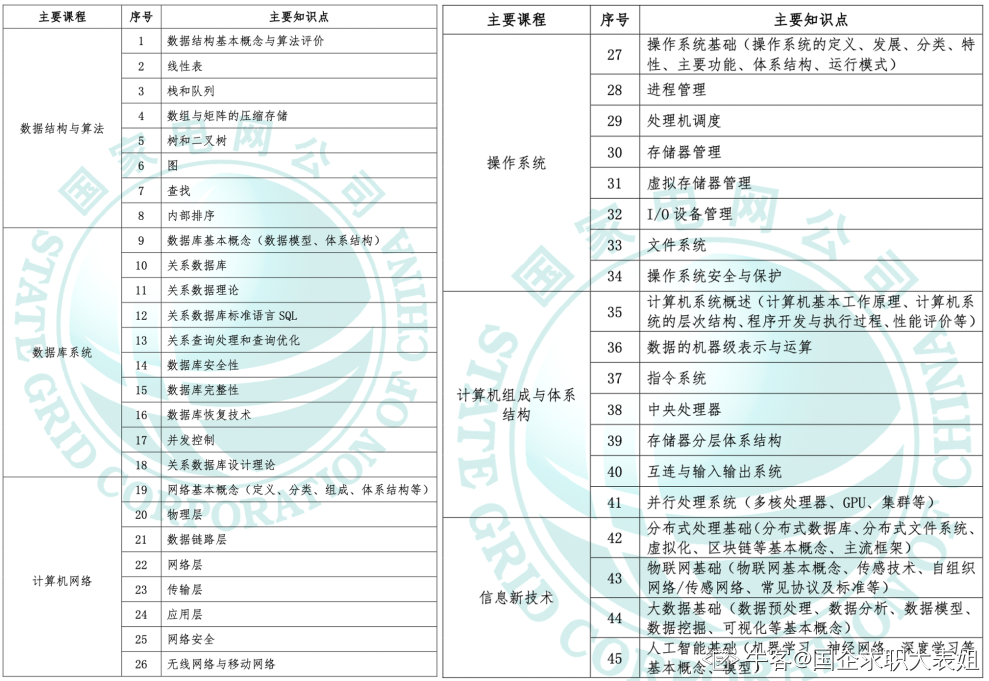 主要课程 序号 主要知识点
数据结构与算法
1 数据结构基本概念与算法评价
2 线性表
3 栈和队列
4 数组与矩阵的压缩存储
5 树和二叉树
6 图
7 查找
8 内部排序
数据库系统
9 数据库基本概念（数据模型、体系结构）
10 关系数据库
11 关系数据理论
12 关系数据库标准语言 SQL
13 关系查询处理和查询优化
14 数据库安全性
15 数据库完整性
16 数据库恢复技术
17 并发控制
18 关系数据库设计理论
计算机网络
19 网络基本概念（定义、分类、组成、体系结构等）
20 物理层
21 数据链路层
22 网络层
23 传输层
24 应用层
25 网络安全
26 无线网络与移动网络
主要课程 序号 主要知识点
操作系统
27 操作系统基础（操作系统的定义、发展、分类、特
性、主要功能、体系结构、运行模式）
28 进程管理
29 处理机调度
30 存储器管理
31 虚拟存储器管理
32 I/O 设备管理
33 文件系统
34 操作系统安全与保护
计算机组成与体系
结构
35 计算机系统概述（计算机基本工作原理、计算机系
统的层次结构、程序开发与执行过程、性能评价等）
36 数据的机器级表示与运算
37 指令系统
38 中央处理器
39 存储器分层体系结构
40 互连与输入输出系统
41 并行处理系统（多核处理器、GPU、集群等）
信息新技术
42 分布式处理基础（分布式数据库、分布式文件系统、
虚拟化、区块链等基本概念、主流框架）
43 物联网基础（物联网基本概念、传感技术、自组织
网络/传感网络、常见协议及标准等）
44 大数据基础（数据预处理、数据分析、数据模型、
数据挖掘、可视化等基本概念）
45 人工智能基础（机器学习、神经网络、深度学习等
基本概念、模型）
国家电网公司
STATE GRID CORPORATION OF CHINA
国家电网公司
STATE GRID CORPORATION OF CHINA
牛客@国企求职大表姐